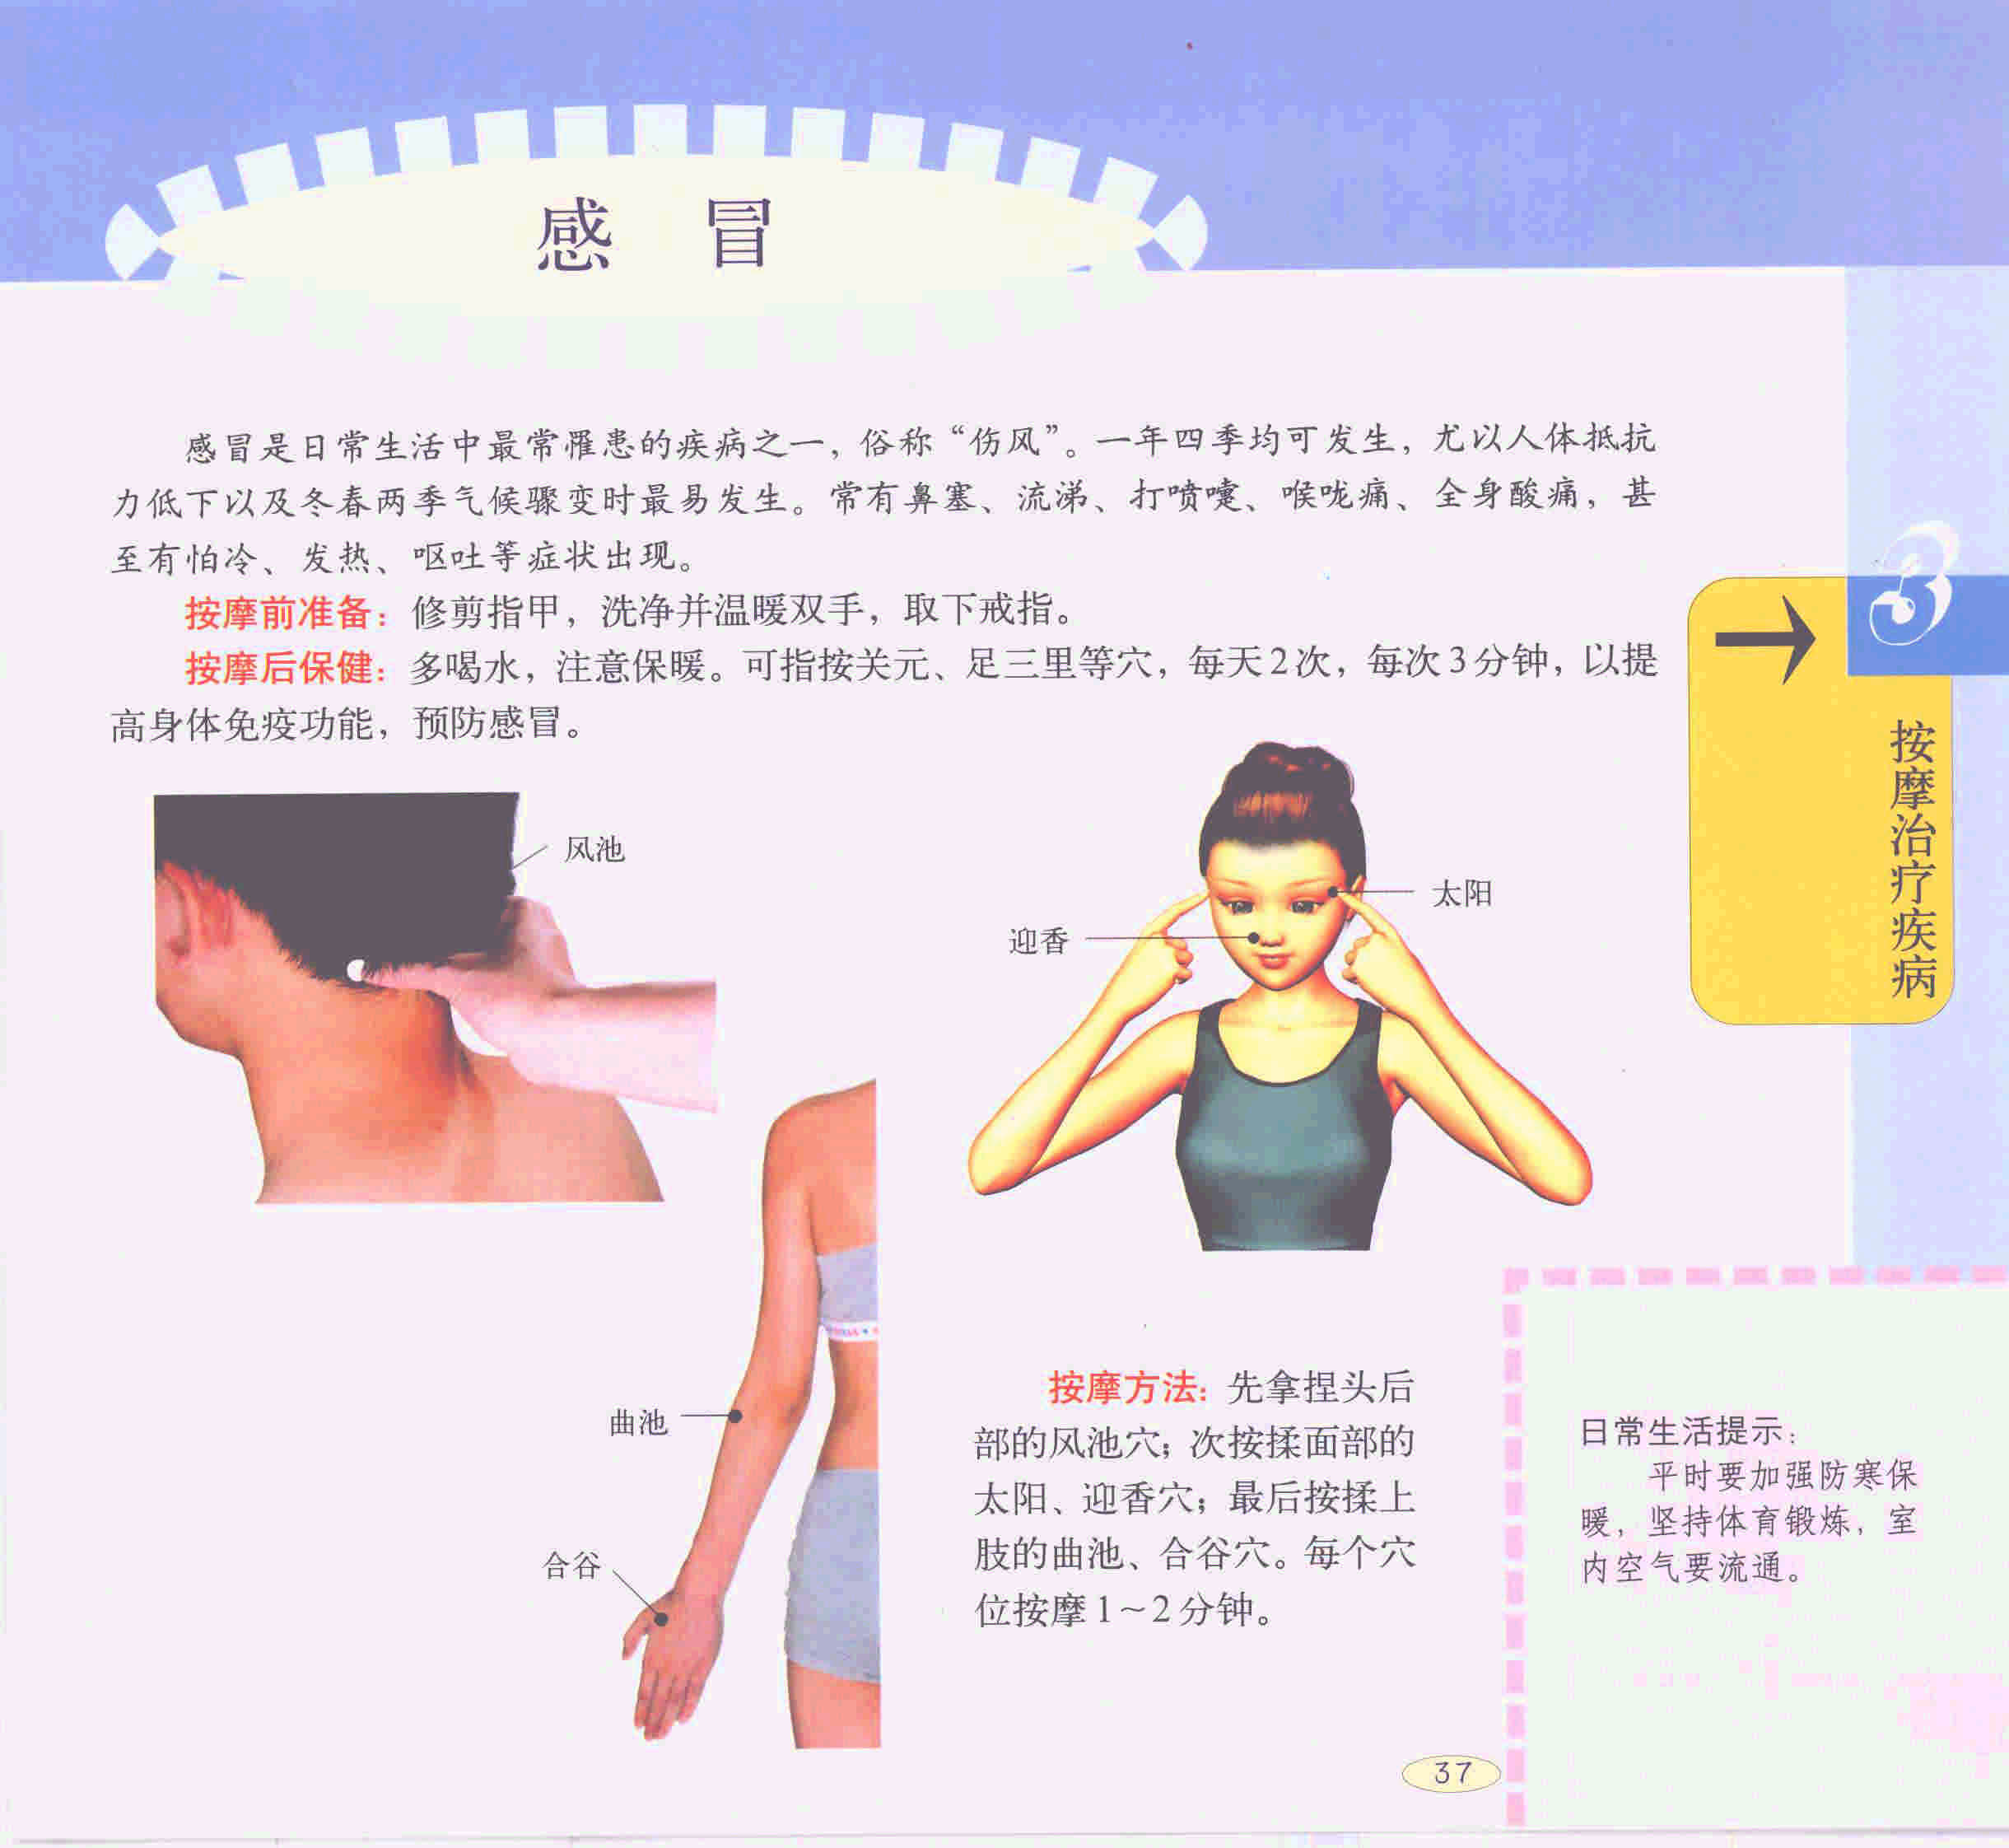 感 冒
感冒是日常生活中最常罹患的疾病之一，俗称“伤风”。一年四季均可发生，尤以人体抵抗
力低下以及冬春两季气候骤变时最易发生。常有鼻塞、流涕、打喷嚏、喉咙痛、全身酸痛，甚
至有怕冷、发热、呕吐等症状出现。
按摩前准备：修剪指甲，洗净并温暖双手，取下戒指。
按摩后保健：多喝水，注意保暖。可指按关元、足三里等穴，每天2次，每次3分钟，以提
高身体免疫功能，预防感冒。
3
按摩治疗疾病
风池
太阳
迎香
曲池
合谷
按摩方法：先拿捏头后
部的风池穴；次按揉面部的
太阳、迎香穴；最后按揉上
肢的曲池、合谷穴。每个穴
位按摩1～2分钟。
日常生活提示：
平时要加强防寒保
暖，坚持体育锻炼，室
内空气要流通。
37